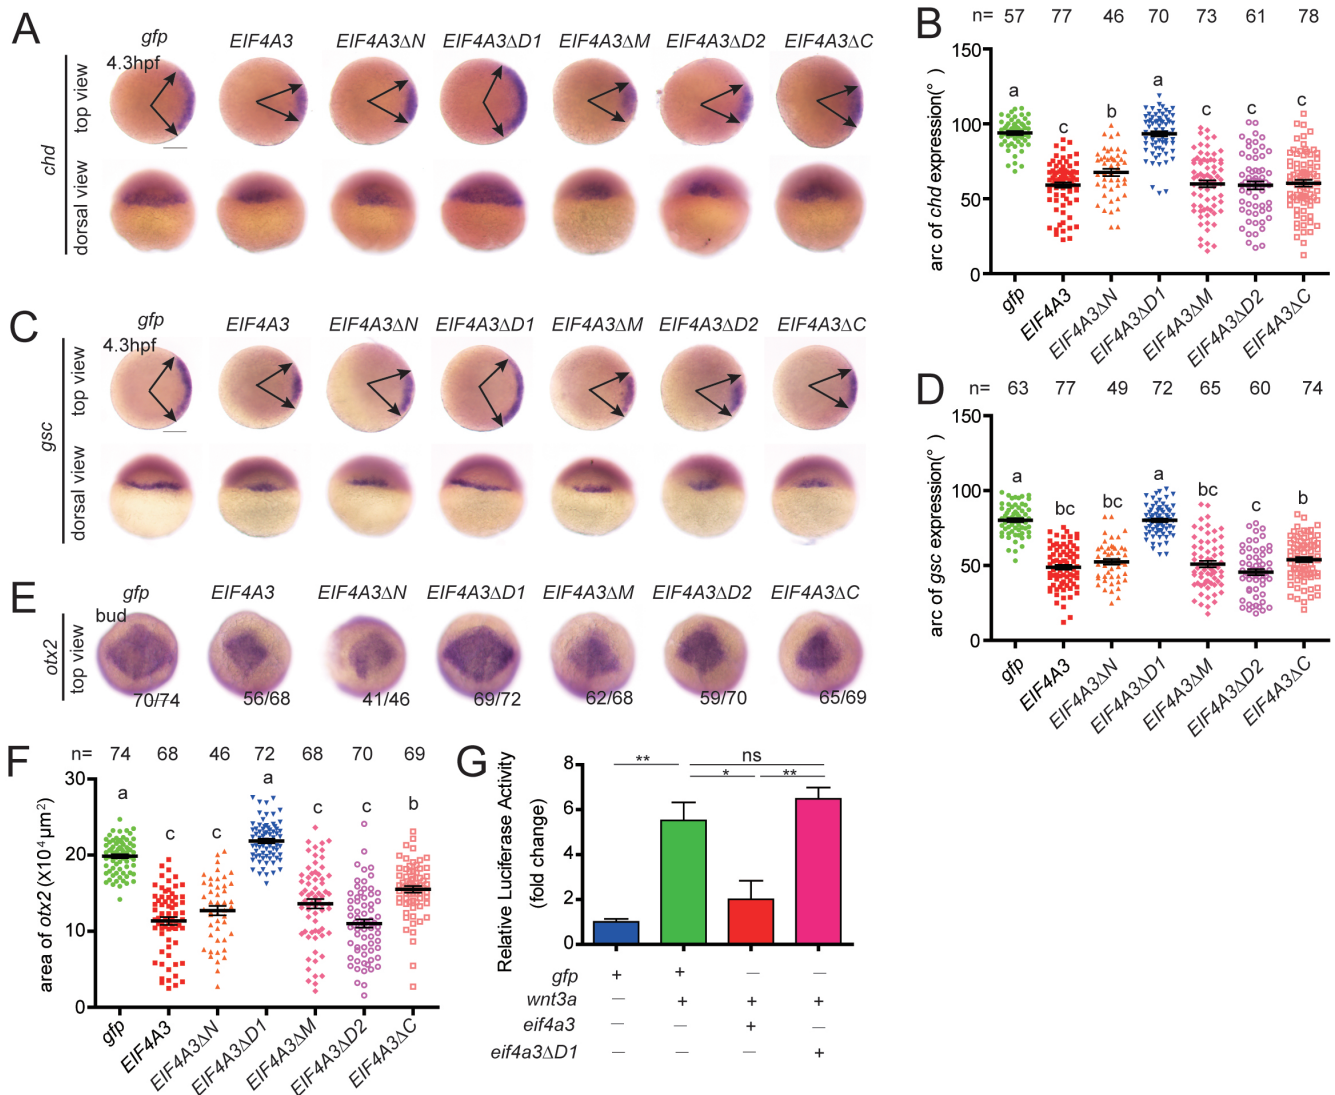 A
gfp EIF4A3 EIF4A3ΔN EIF4A3ΔD1 EIF4A3ΔM EIF4A3ΔD2 EIF4A3ΔC
4.3hpf
chd
top view
dorsal view
B
n= 57 77 46 70 73 61 78
150
100
50
0
arc of chd expression(°)
a c b a c c c
gfp EIF4A3 EIF4A3ΔN EIF4A3ΔD1 EIF4A3ΔM EIF4A3ΔD2 EIF4A3ΔC
C
gfp EIF4A3 EIF4A3ΔN EIF4A3ΔD1 EIF4A3ΔM EIF4A3ΔD2 EIF4A3ΔC
4.3hpf
gsc
top view
dorsal view
D
n= 63 77 49 72 65 60 74
150
100
50
0
arc of gsc expression(°)
a bc bc a bc c b
gfp EIF4A3 EIF4A3ΔN EIF4A3ΔD1 EIF4A3ΔM EIF4A3ΔD2 EIF4A3ΔC
E
gfp EIF4A3 EIF4A3ΔN EIF4A3ΔD1 EIF4A3ΔM EIF4A3ΔD2 EIF4A3ΔC
bud
otx2
top view
70/74 56/68 41/46 69/72 62/68 59/70 65/69
F
n= 74 68 46 72 68 70 69
30
20
10
0
area of otx2 (X10⁴μm²)
a c c a c c b
gfp EIF4A3 EIF4A3ΔN EIF4A3ΔD1 EIF4A3ΔM EIF4A3ΔD2 EIF4A3ΔC
G
Relative Luciferase Activity
(fold change)
8
6
4
2
0
** ns
* **
gfp + + — —
wnt3a — + + +
eif4a3 — — + —
eif4a3ΔD1 — — — +